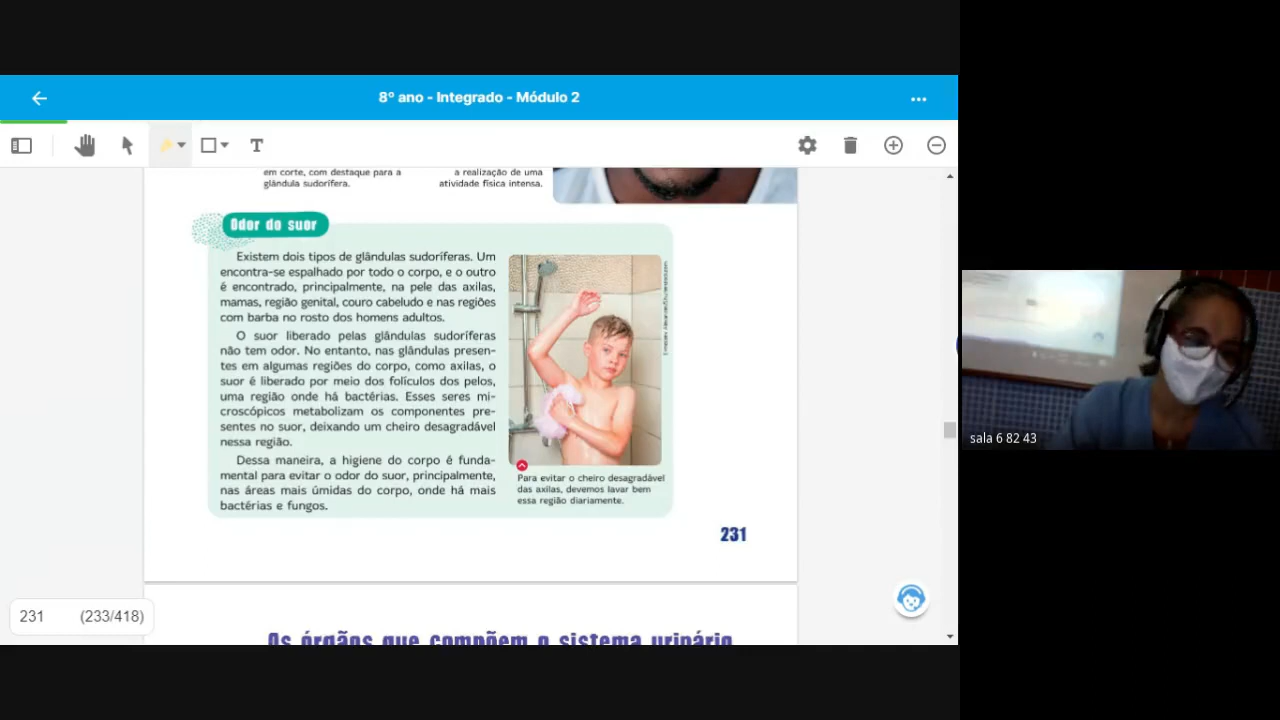 8º ano - Integrado - Módulo 2
T
em corte, com destaque para a
glândula sudorífera.
a realização de uma
atividade física intensa.
Odor do suor
Existem dois tipos de glândulas sudoríferas. Um
encontra-se espalhado por todo o corpo, e o outro
é encontrado, principalmente, na pele das axilas,
mamas, região genital, couro cabeludo e nas regiões
com barba no rosto dos homens adultos.
O suor liberado pelas glândulas sudoríferas
não tem odor. No entanto, nas glândulas presen-
tes em algumas regiões do corpo, como axilas, o
suor é liberado por meio dos folículos dos pelos,
uma região onde há bactérias. Esses seres mi-
croscópicos metabolizam os componentes pre-
sentes no suor, deixando um cheiro desagradável
nessa região.
Dessa maneira, a higiene do corpo é funda-
mental para evitar o odor do suor, principalmente,
nas áreas mais úmidas do corpo, onde há mais
bactérias e fungos.
Para evitar o cheiro desagradável
das axilas, devemos lavar bem
essa região diariamente.
231
231 (233/418)
Os órgãos que compõem o sistema urinário
sala 6 82 43